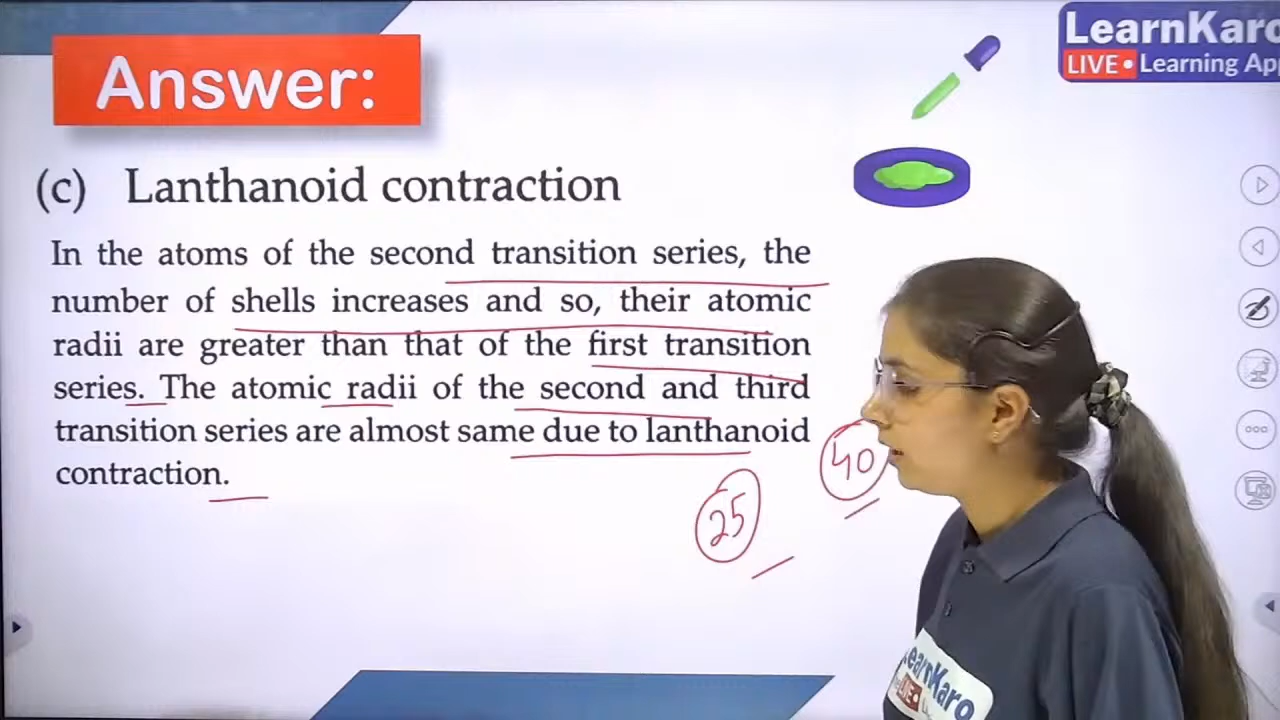 Answer:
LearnKaro
LIVE • Learning App
(c) Lanthanoid contraction
In the atoms of the second transition series, the
number of shells increases and so, their atomic
radii are greater than that of the first transition
series. The atomic radii of the second and third
transition series are almost same due to lanthanoid
contraction.
40
25
LearnKaro
LIVE